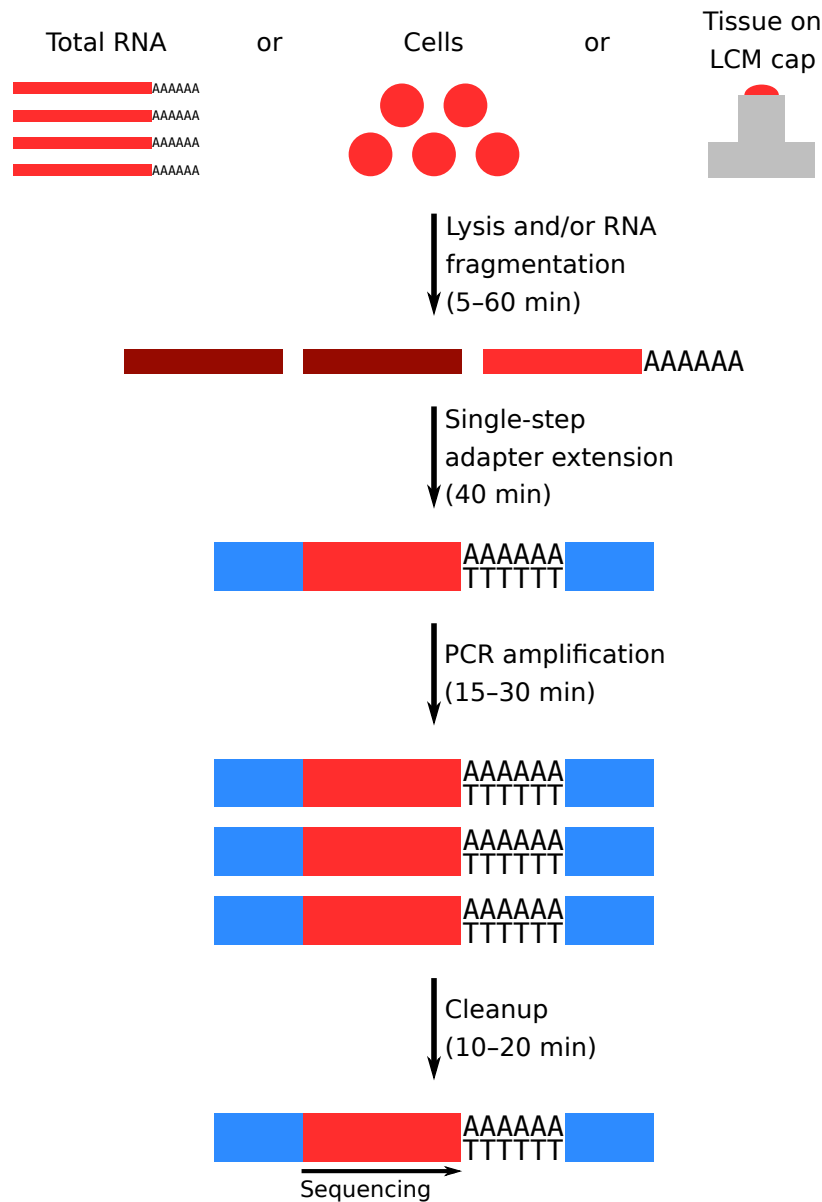 Total RNA or Cells or Tissue on
LCM cap
AAAAAA
AAAAAA
AAAAAA
AAAAAA
Lysis and/or RNA
fragmentation
(5–60 min)
AAAAAA
Single-step
adapter extension
(40 min)
AAAAAA
TTTTTT
PCR amplification
(15–30 min)
AAAAAA
TTTTTT
AAAAAA
TTTTTT
AAAAAA
TTTTTT
Cleanup
(10–20 min)
AAAAAA
TTTTTT
Sequencing